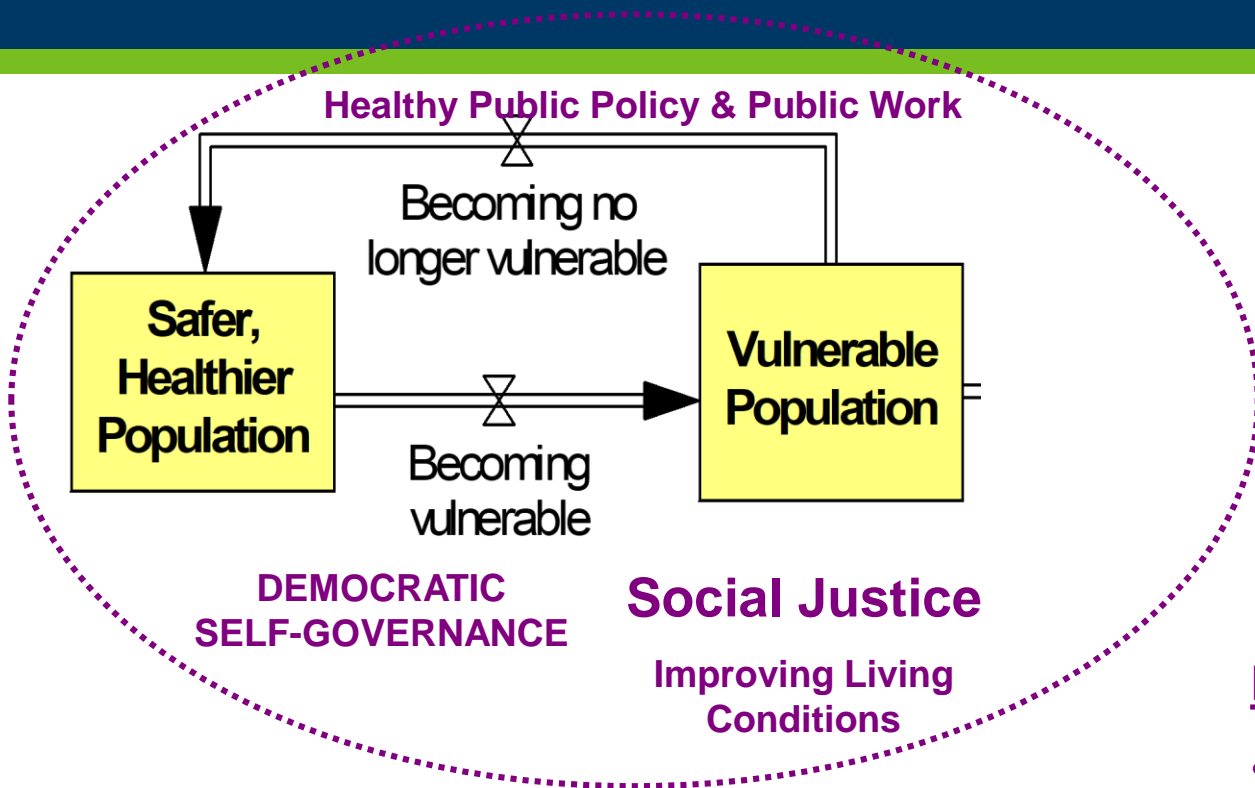 Healthy Public Policy & Public Work
Becoming no
longer vulnerable
Safer,
Healthier
Population
Vulnerable
Population
Becoming
vulnerable
DEMOCRATIC
SELF-GOVERNANCE
Social Justice
Improving Living
Conditions